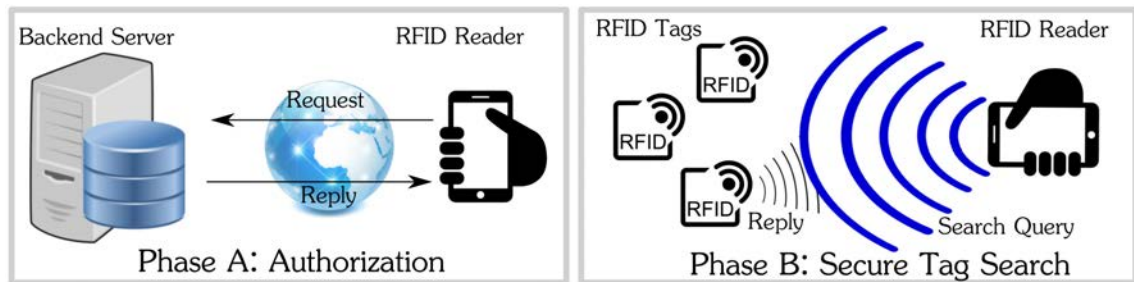 Backend Server
RFID Reader
Request
Reply
Phase A: Authorization
RFID Tags
RFID Reader
RFID
RFID
RFID
Reply
Search Query
Phase B: Secure Tag Search